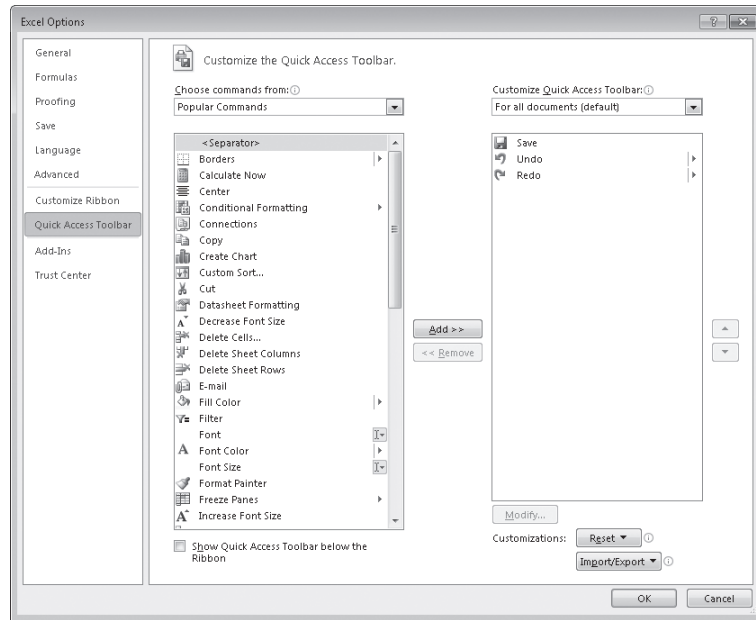 Excel Options
General
Formulas
Proofing
Save
Language
Advanced
Customize Ribbon
Quick Access Toolbar
Add-Ins
Trust Center
Customize the Quick Access Toolbar.
Choose commands from:
Popular Commands
<Separator>
Borders
Calculate Now
Center
Conditional Formatting
Connections
Copy
Create Chart
Custom Sort...
Cut
Datasheet Formatting
Decrease Font Size
Delete Cells...
Delete Sheet Columns
Delete Sheet Rows
E-mail
Fill Color
Filter
Font
Font Color
Font Size
Format Painter
Freeze Panes
Increase Font Size
Show Quick Access Toolbar below the
Ribbon
Add >>
<< Remove
Customize Quick Access Toolbar:
For all documents (default)
Save
Undo
Redo
Modify...
Customizations: Reset
Import/Export
OK Cancel